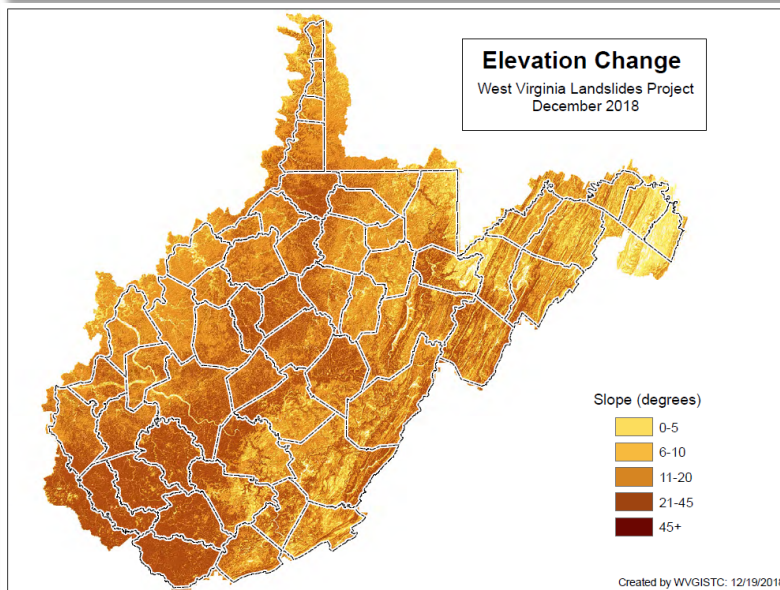 Elevation Change
West Virginia Landslides Project
December 2018
Slope (degrees)
0-5
6-10
11-20
21-45
45+
Created by WVGISTC: 12/19/2018